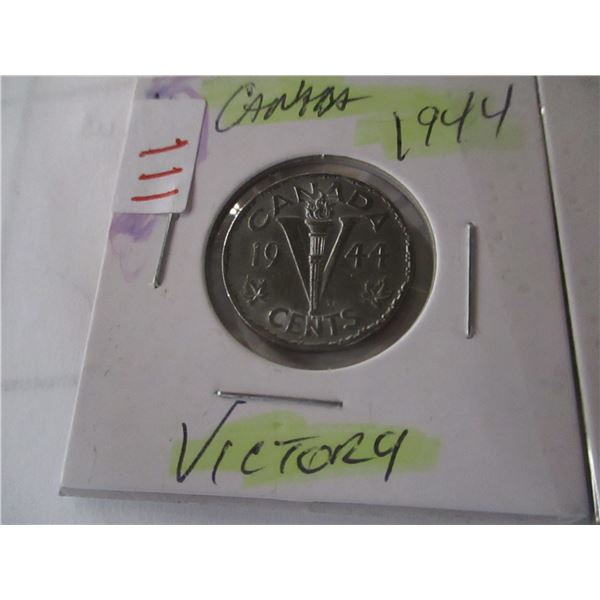 CANADA 1944
111
CANADA
19 V 44
CENTS
VICTORY